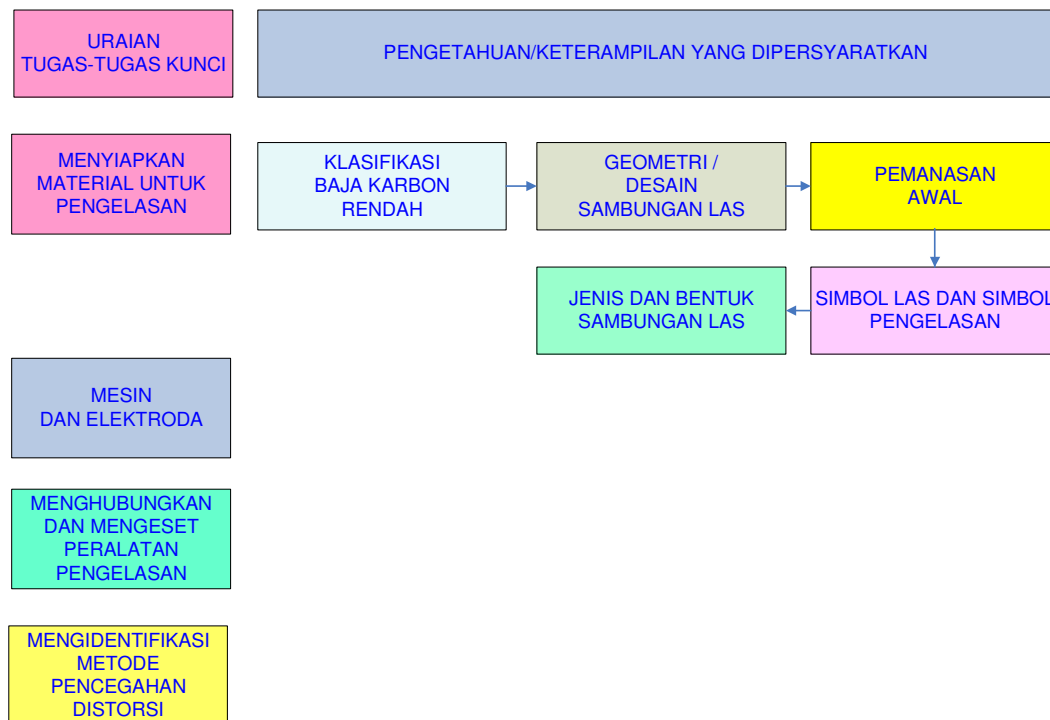 URAIAN
TUGAS-TUGAS KUNCI
PENGETAHUAN/KETERAMPILAN YANG DIPERSYARATKAN
MENYIAPKAN
MATERIAL UNTUK
PENGELASAN
KLASIFIKASI
BAJA KARBON
RENDAH
GEOMETRI /
DESAIN
SAMBUNGAN LAS
PEMANASAN
AWAL
JENIS DAN BENTUK
SAMBUNGAN LAS
SIMBOL LAS DAN SIMBOL
PENGELASAN
MESIN
DAN ELEKTRODA
MENGHUBUNGKAN
DAN MENGESET
PERALATAN
PENGELASAN
MENGIDENTIFIKASI
METODE
PENCEGAHAN
DISTORSI